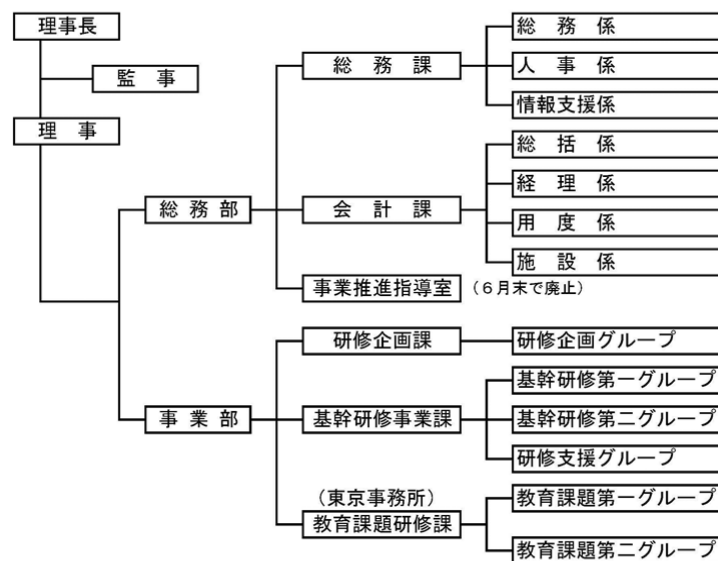 理事長
監事
理事
総務部
総務課
総務係
人事係
情報支援係
会計課
総括係
経理係
用度係
施設係
事業推進指導室
（６月末で廃止）
事業部
研修企画課
研修企画グループ
基幹研修事業課
基幹研修第一グループ
基幹研修第二グループ
研修支援グループ
（東京事務所）
教育課題研修課
教育課題第一グループ
教育課題第二グループ